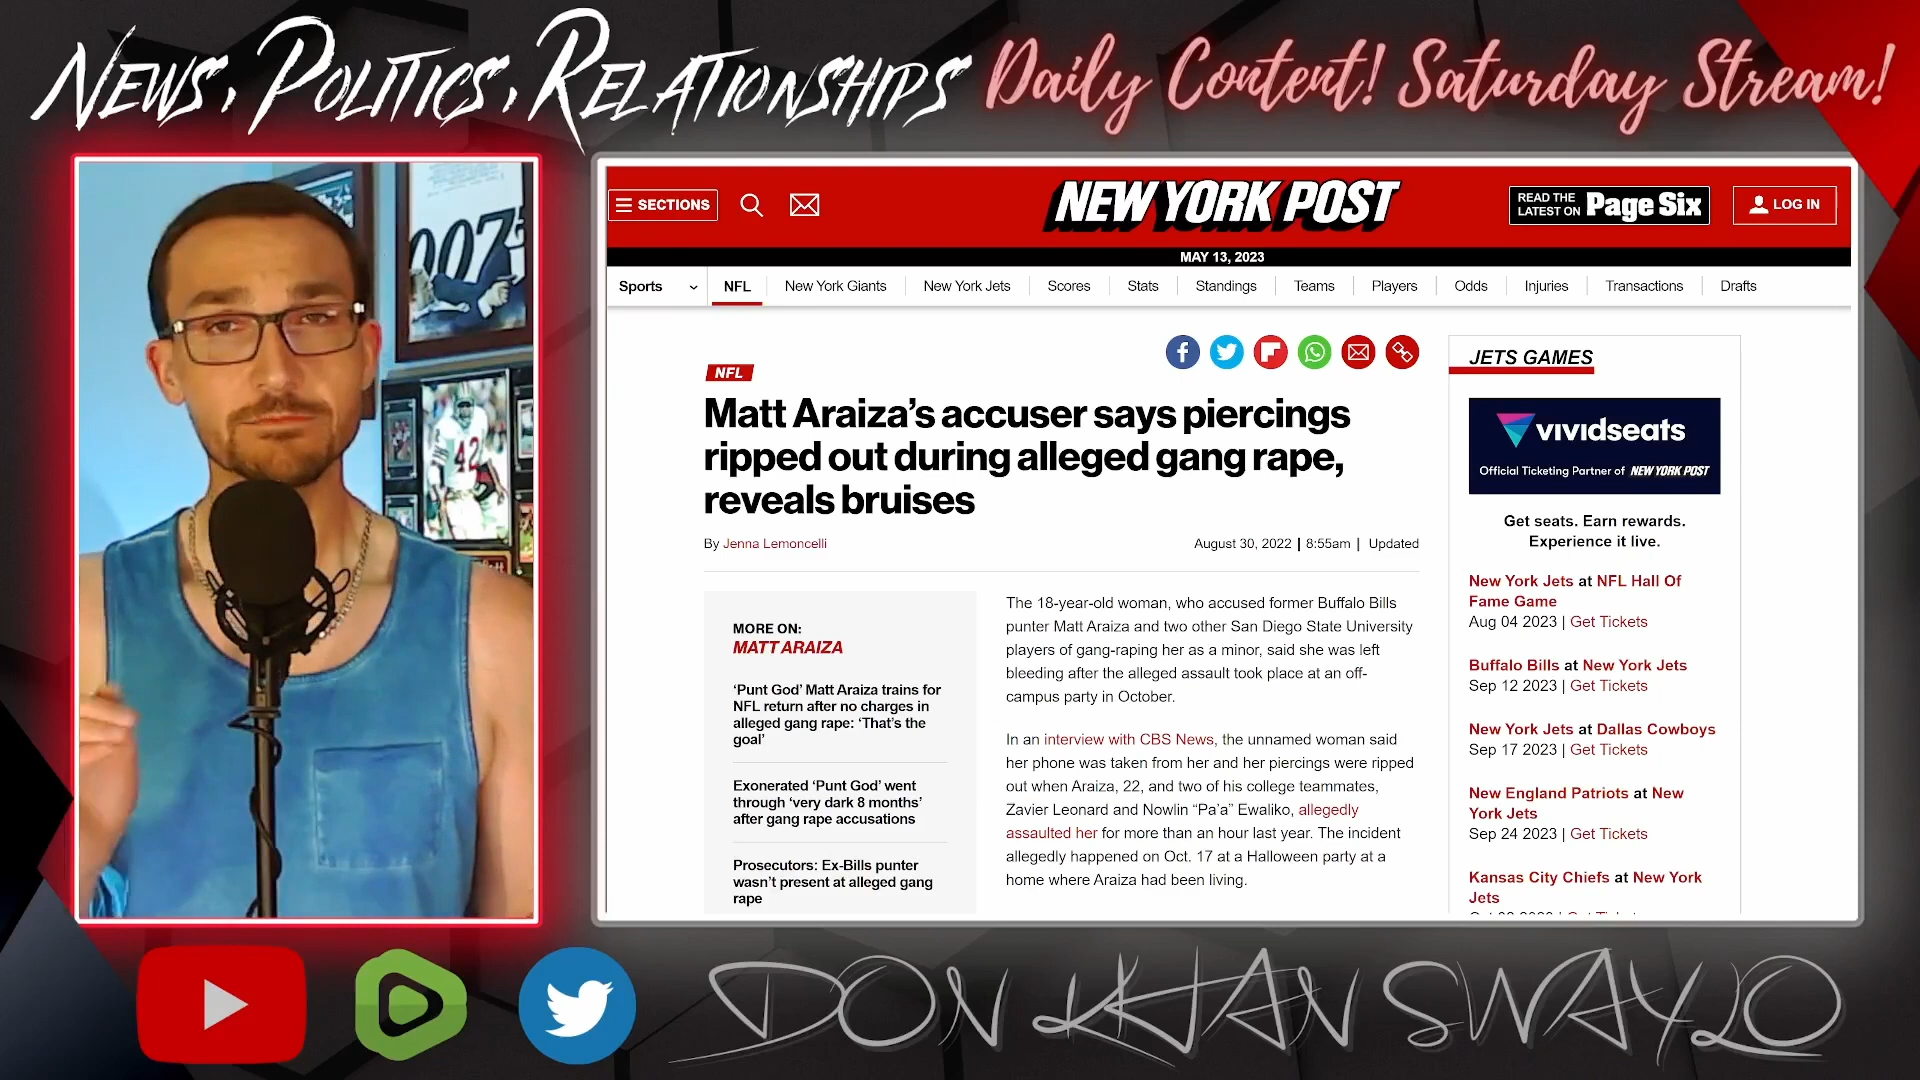 NEWS, POLITICS, RELATIONSHIPS
Daily Content! Saturday Stream!
007
42
SECTIONS
NEW YORK POST
READ THE
LATEST ON
Page Six
LOG IN
MAY 13, 2023
Sports
NFL
New York Giants
New York Jets
Scores
Stats
Standings
Teams
Players
Odds
Injuries
Transactions
Drafts
NFL
Matt Araiza’s accuser says piercings
ripped out during alleged gang rape,
reveals bruises
By Jenna Lemoncelli
August 30, 2022 | 8:55am | Updated
MORE ON:
MATT ARAIZA
‘Punt God’ Matt Araiza trains for
NFL return after no charges in
alleged gang rape: ‘That’s the
goal’
Exonerated ‘Punt God’ went
through ‘very dark 8 months’
after gang rape accusations
Prosecutors: Ex-Bills punter
wasn’t present at alleged gang
rape
The 18-year-old woman, who accused former Buffalo Bills
punter Matt Araiza and two other San Diego State University
players of gang-raping her as a minor, said she was left
bleeding after the alleged assault took place at an off-
campus party in October.
In an interview with CBS News, the unnamed woman said
her phone was taken from her and her piercings were ripped
out when Araiza, 22, and two of his college teammates,
Zavier Leonard and Nowlin “Pa’a” Ewaliko, allegedly
assaulted her for more than an hour last year. The incident
allegedly happened on Oct. 17 at a Halloween party at a
home where Araiza had been living.
JETS GAMES
vividseats
Official Ticketing Partner of NEW YORK POST
Get seats. Earn rewards.
Experience it live.
New York Jets at NFL Hall Of
Fame Game
Aug 04 2023 | Get Tickets
Buffalo Bills at New York Jets
Sep 12 2023 | Get Tickets
New York Jets at Dallas Cowboys
Sep 17 2023 | Get Tickets
New England Patriots at New
York Jets
Sep 24 2023 | Get Tickets
Kansas City Chiefs at New York
Jets
DON KHAN SWAYLO